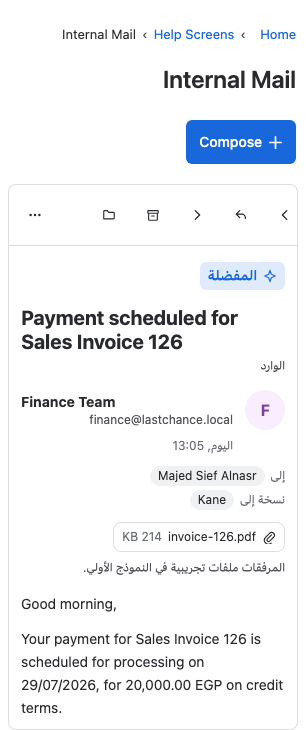 Home › Help Screens › Internal Mail
Internal Mail
Compose +
...
المفضلة
Payment scheduled for
Sales Invoice 126
الوارد
F
Finance Team
finance@lastchance.local
اليوم, 13:05
إلى Majed Sief Alnasr
نسخة إلى Kane
invoice-126.pdf 214 KB
المرفقات ملفات تجريبية في النموذج الأولي.
Good morning,
Your payment for Sales Invoice 126 is
scheduled for processing on
29/07/2026, for 20,000.00 EGP on credit
terms.